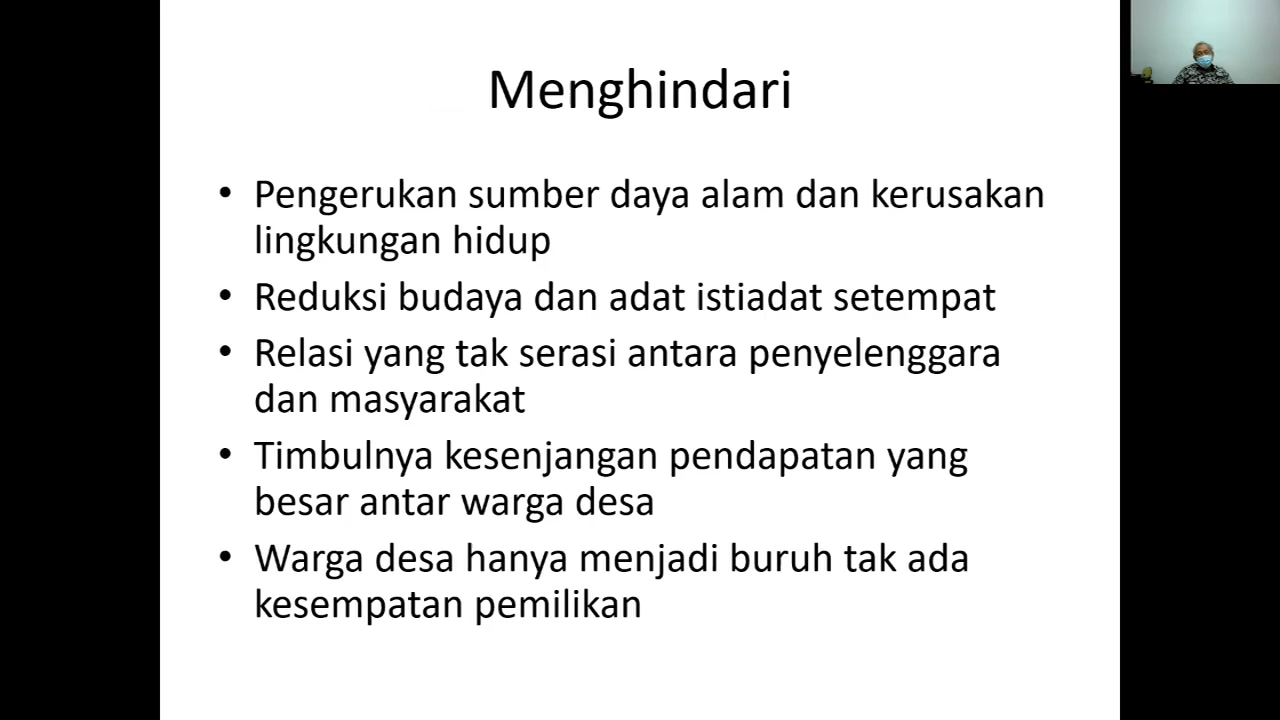 Menghindari
• Pengerukan sumber daya alam dan kerusakan
lingkungan hidup
• Reduksi budaya dan adat istiadat setempat
• Relasi yang tak serasi antara penyelenggara
dan masyarakat
• Timbulnya kesenjangan pendapatan yang
besar antar warga desa
• Warga desa hanya menjadi buruh tak ada
kesempatan pemilikan